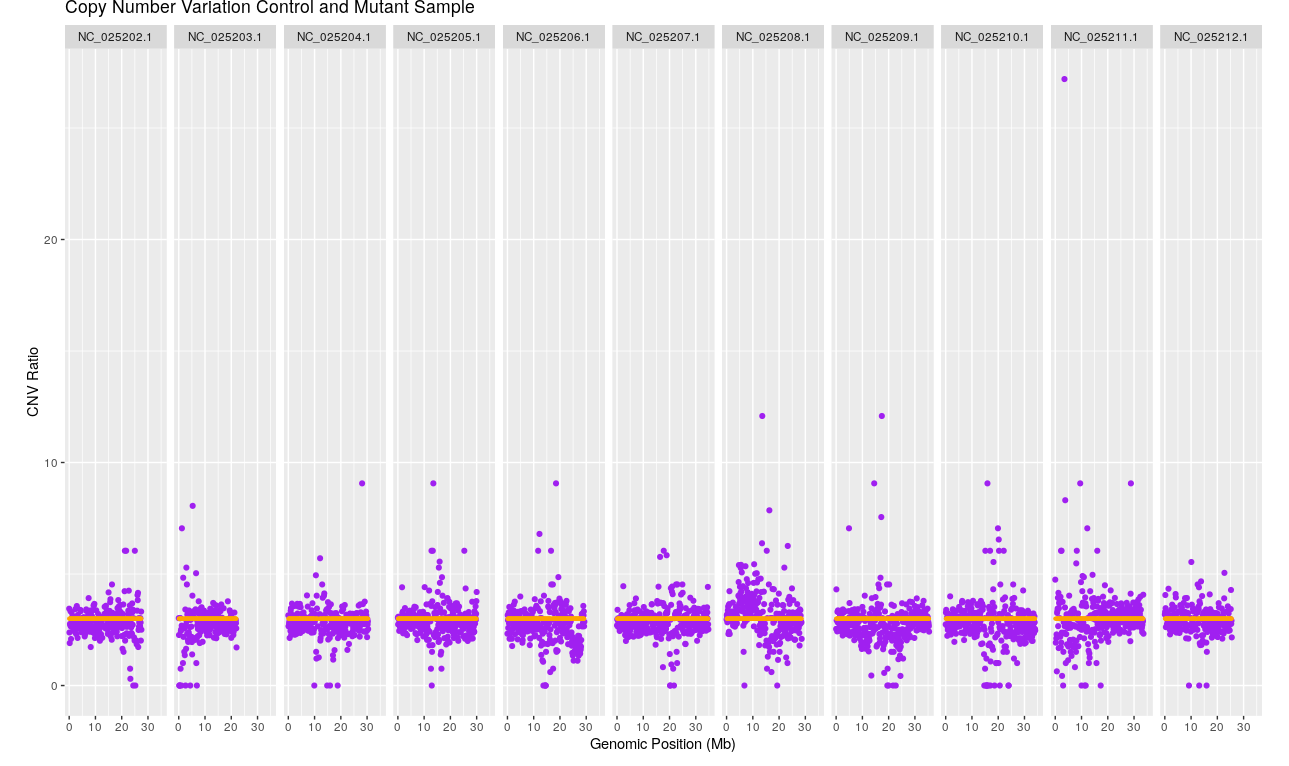 Copy Number Variation Control and Mutant Sample
NC_025202.1 NC_025203.1 NC_025204.1 NC_025205.1 NC_025206.1 NC_025207.1 NC_025208.1 NC_025209.1 NC_025210.1 NC_025211.1 NC_025212.1
CNV Ratio
20
10
0
0 10 20 30 0 10 20 30 0 10 20 30 0 10 20 30 0 10 20 30 0 10 20 30 0 10 20 30 0 10 20 30 0 10 20 30 0 10 20 30 0 10 20 30
Genomic Position (Mb)